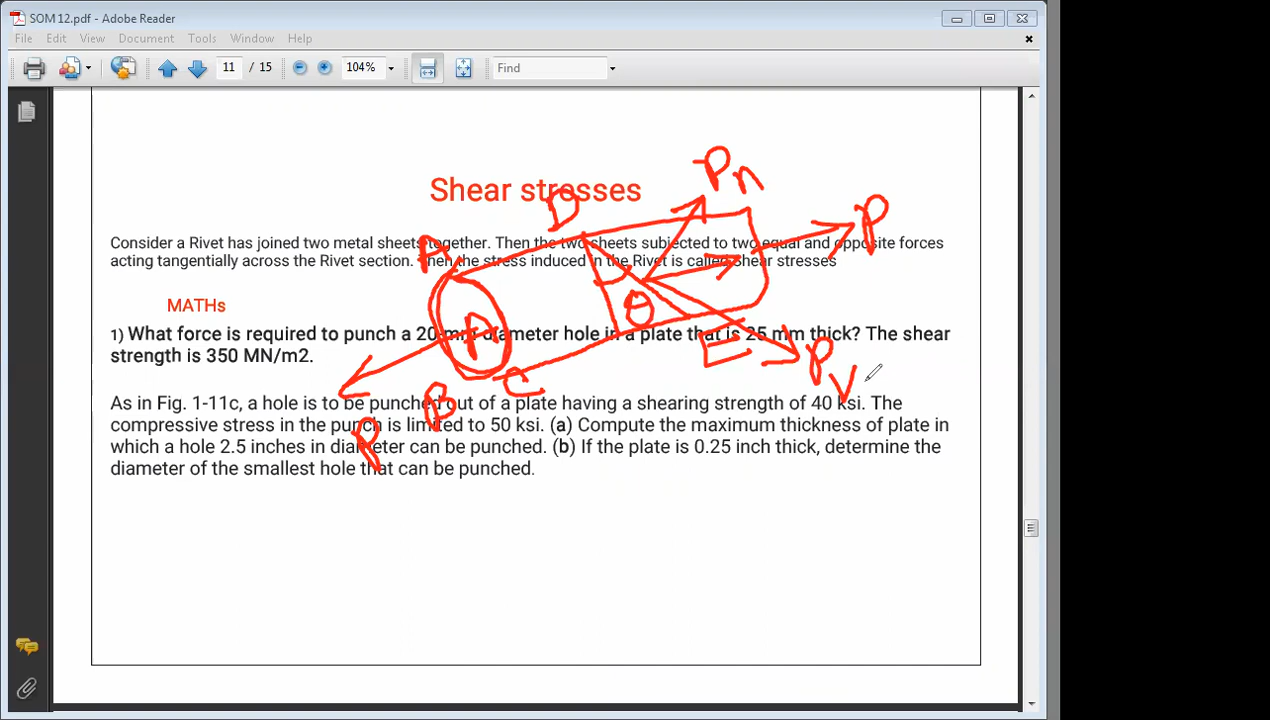 SOM 12.pdf - Adobe Reader
File Edit View Document Tools Window Help
11 / 15 104% Find
Shear stresses
Consider a Rivet has joined two metal sheets together. Then the two sheets subjected to two equal and opposite forces
acting tangentially across the Rivet section. Then the stress induced in the Rivet is called Shear stresses
MATHs
1) What force is required to punch a 20-mm diameter hole in a plate that is 25 mm thick? The shear
strength is 350 MN/m2.
As in Fig. 1-11c, a hole is to be punched out of a plate having a shearing strength of 40 ksi. The
compressive stress in the punch is limited to 50 ksi. (a) Compute the maximum thickness of plate in
which a hole 2.5 inches in diameter can be punched. (b) If the plate is 0.25 inch thick, determine the
diameter of the smallest hole that can be punched.
Pn
D
P
A
θ
A
E
Pv
B
C
P